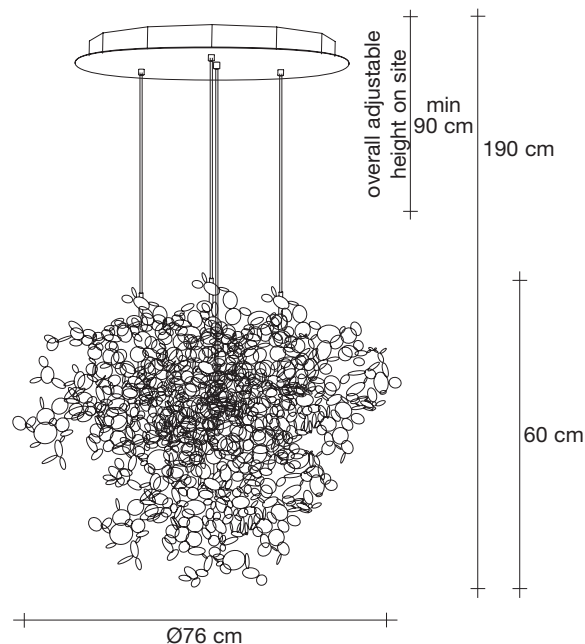 overall adjustable
height on site
min
90 cm
190 cm
60 cm
Ø76 cm